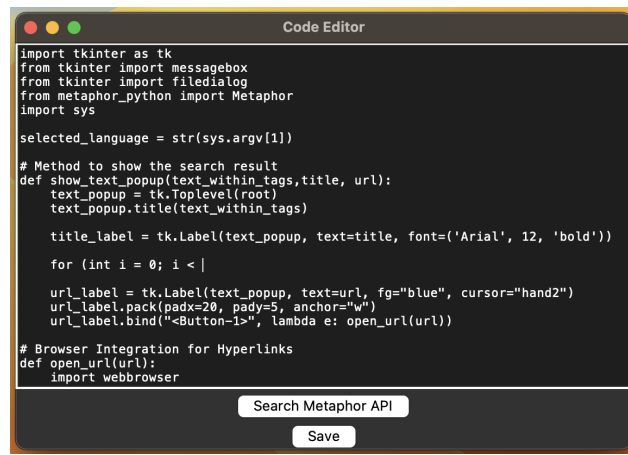 Code Editor
import tkinter as tk
from tkinter import messagebox
from tkinter import filedialog
from metaphor_python import Metaphor
import sys
selected_language = str(sys.argv[1])
# Method to show the search result
def show_text_popup(text_within_tags,title, url):
    text_popup = tk.Toplevel(root)
    text_popup.title(text_within_tags)
    title_label = tk.Label(text_popup, text=title, font=('Arial', 12, 'bold'))
    for (int i = 0; i <
    url_label = tk.Label(text_popup, text=url, fg="blue", cursor="hand2")
    url_label.pack(padx=20, pady=5, anchor="w")
    url_label.bind("<Button-1>", lambda e: open_url(url))
# Browser Integration for Hyperlinks
def open_url(url):
    import webbrowser
Search Metaphor API
Save